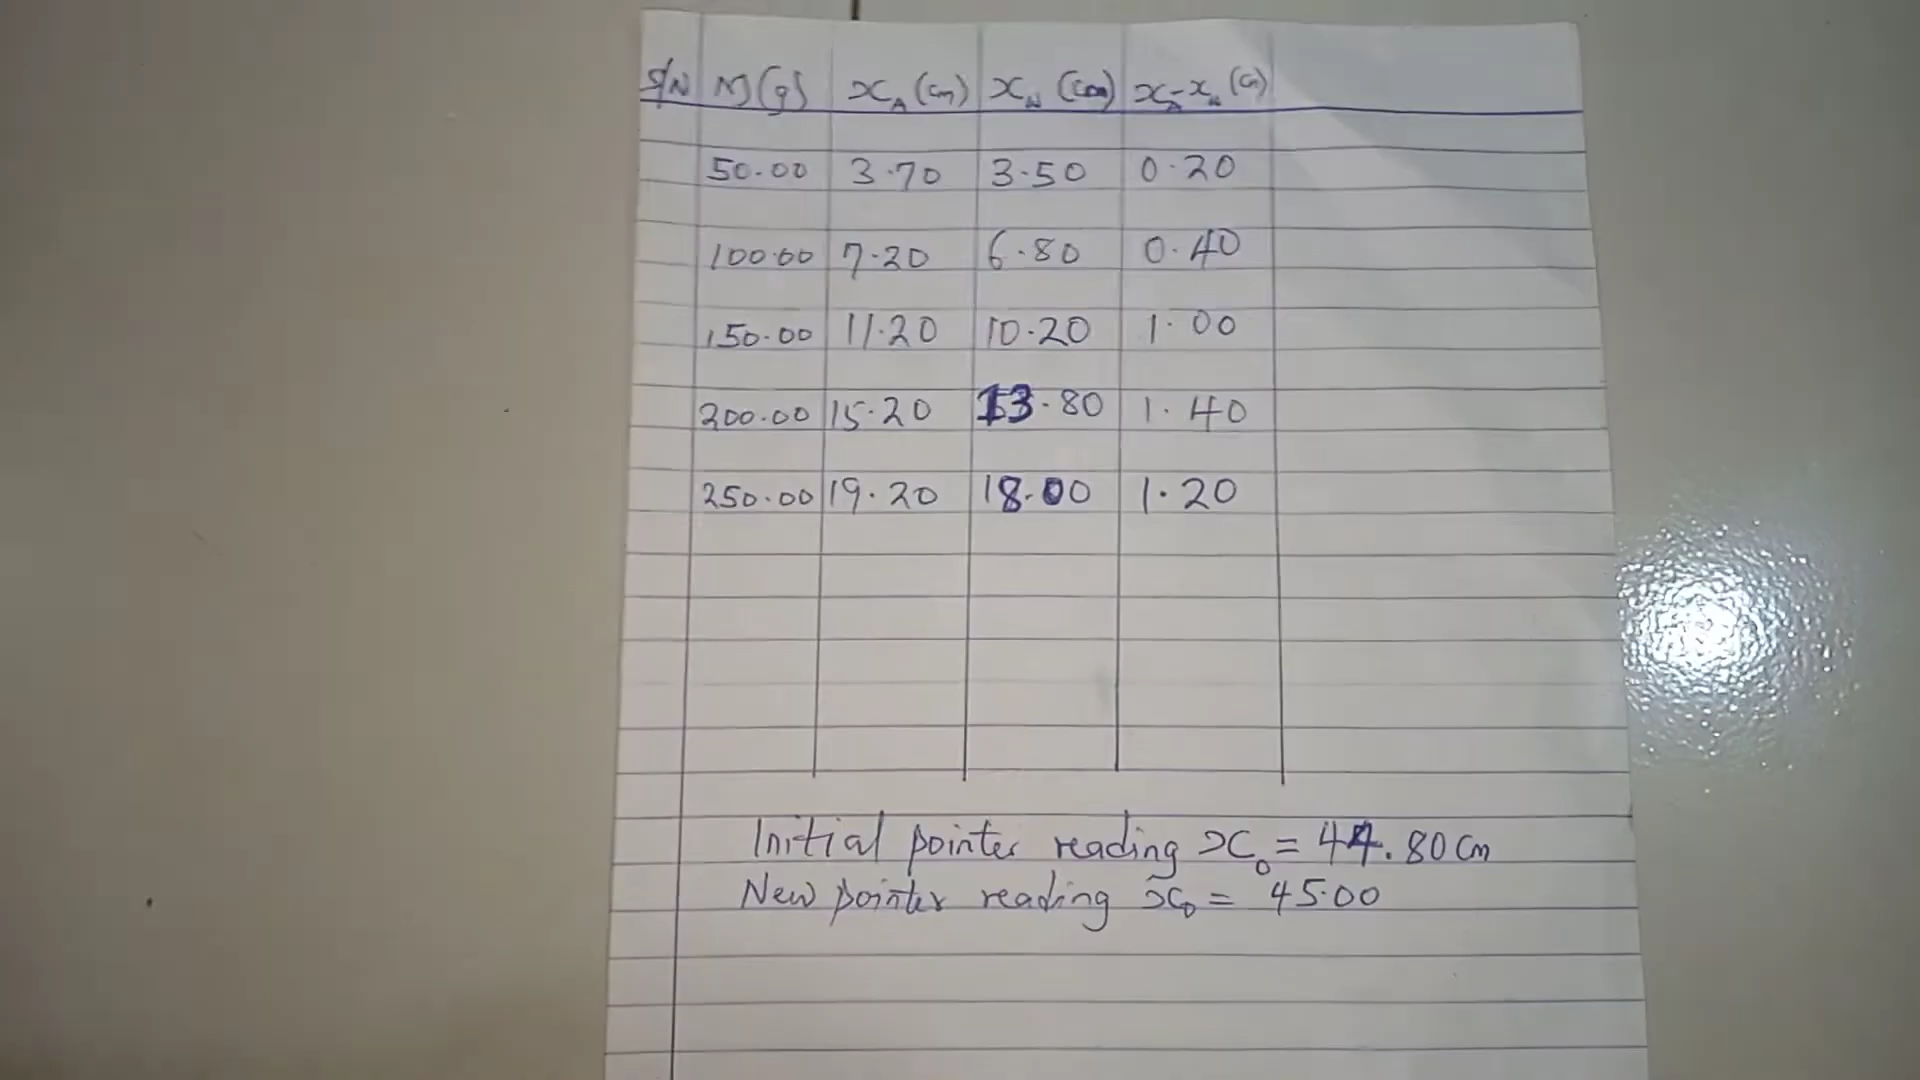 S/N M(g) xA (cm) xW (cm) xA-xW (cm)
50.00 3.70 3.50 0.20
100.00 7.20 6.80 0.40
150.00 11.20 10.20 1.00
200.00 15.20 13.80 1.40
250.00 19.20 18.00 1.20
Initial pointer reading x0 = 44.80 cm
New pointer reading x0 = 45.00